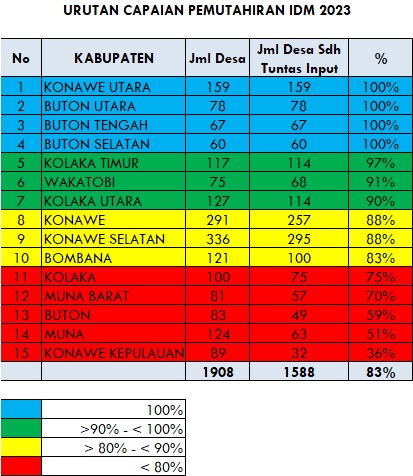 URUTAN CAPAIAN PEMUTAHIRAN IDM 2023
No KABUPATEN Jml Desa Jml Desa Sdh Tuntas Input %
1 KONAWE UTARA 159 159 100%
2 BUTON UTARA 78 78 100%
3 BUTON TENGAH 67 67 100%
4 BUTON SELATAN 60 60 100%
5 KOLAKA TIMUR 117 114 97%
6 WAKATOBI 75 68 91%
7 KOLAKA UTARA 127 114 90%
8 KONAWE 291 257 88%
9 KONAWE SELATAN 336 295 88%
10 BOMBANA 121 100 83%
11 KOLAKA 100 75 75%
12 MUNA BARAT 81 57 70%
13 BUTON 83 49 59%
14 MUNA 124 63 51%
15 KONAWE KEPULAUAN 89 32 36%
1908 1588 83%
100%
>90% - < 100%
> 80% - < 90%
< 80%